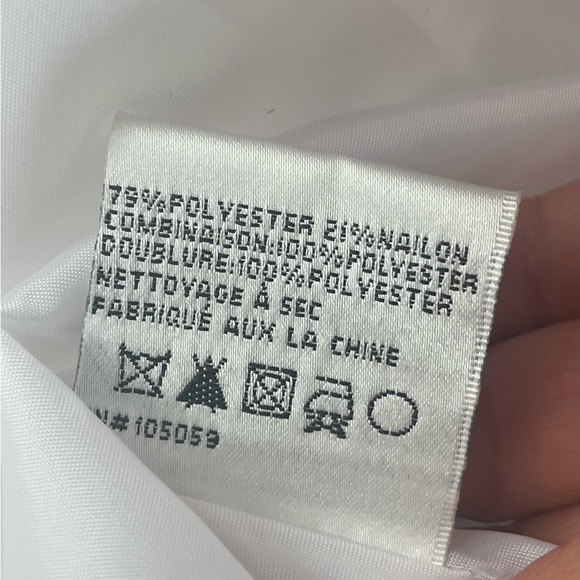 79%POLYESTER 21%NAILON
COMBINAISON:100%POLYESTER
DOUBLURE:100%POLYESTER
NETTOYAGE À SEC
FABRIQUÉ AUX LA CHINE
N# 105059